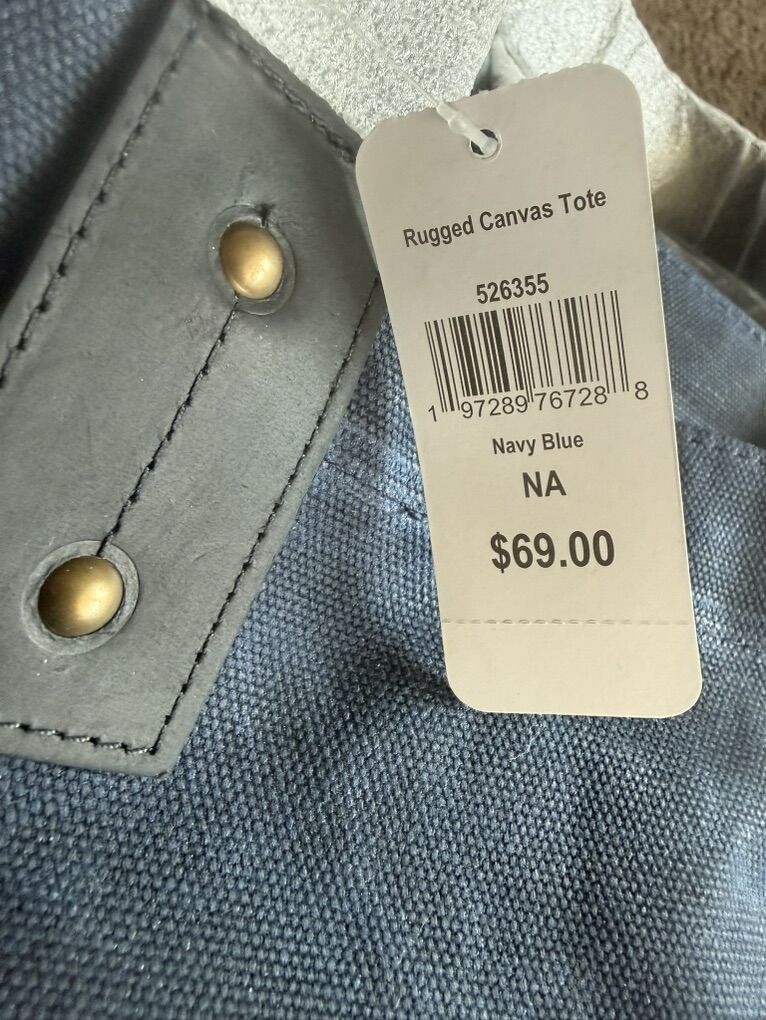 Rugged Canvas Tote
526355
1 97289 76728 8
Navy Blue
NA
$69.00